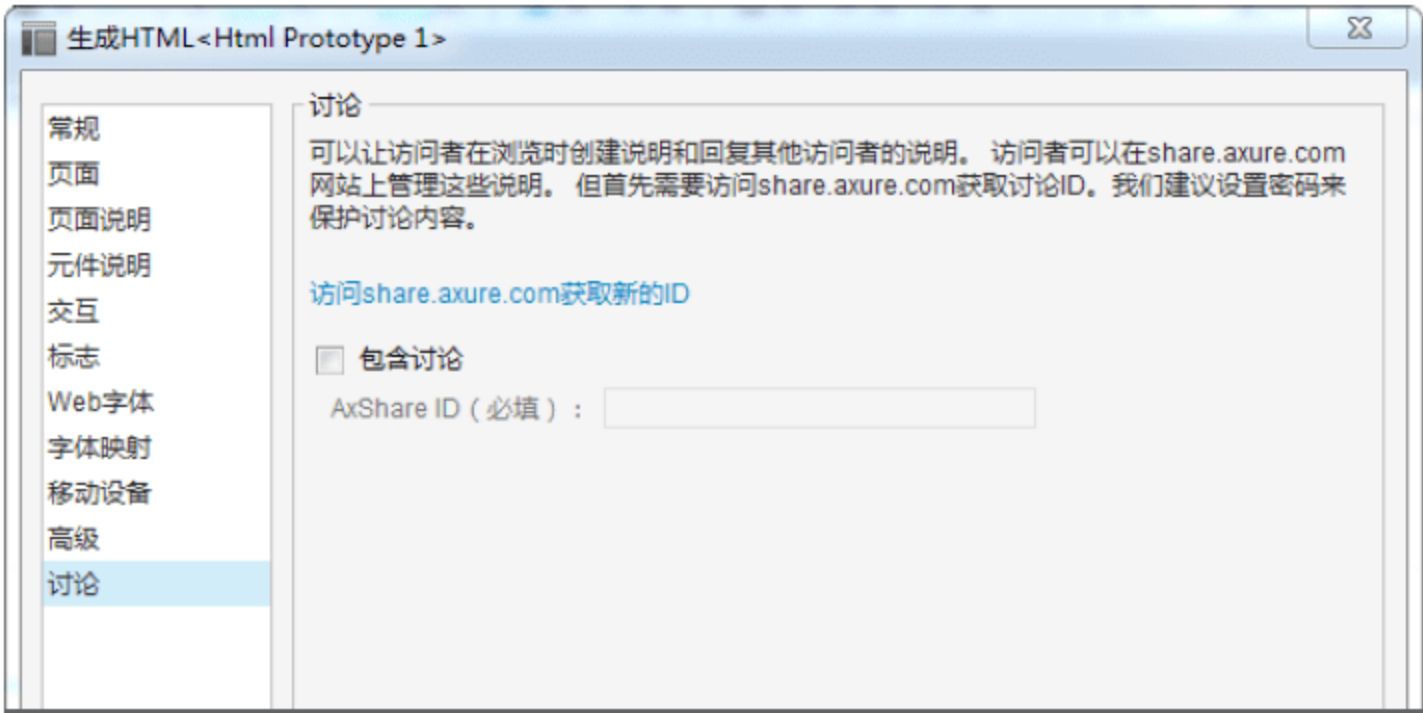 生成HTML<Html Prototype 1>
常规
页面
页面说明
元件说明
交互
标志
Web字体
字体映射
移动设备
高级
讨论
讨论
可以让访问者在浏览时创建说明和回复其他访问者的说明。 访问者可以在share.axure.com
网站上管理这些说明。 但首先需要访问share.axure.com获取讨论ID。我们建议设置密码来
保护讨论内容。
访问share.axure.com获取新的ID
包含讨论
AxShare ID（必填）：